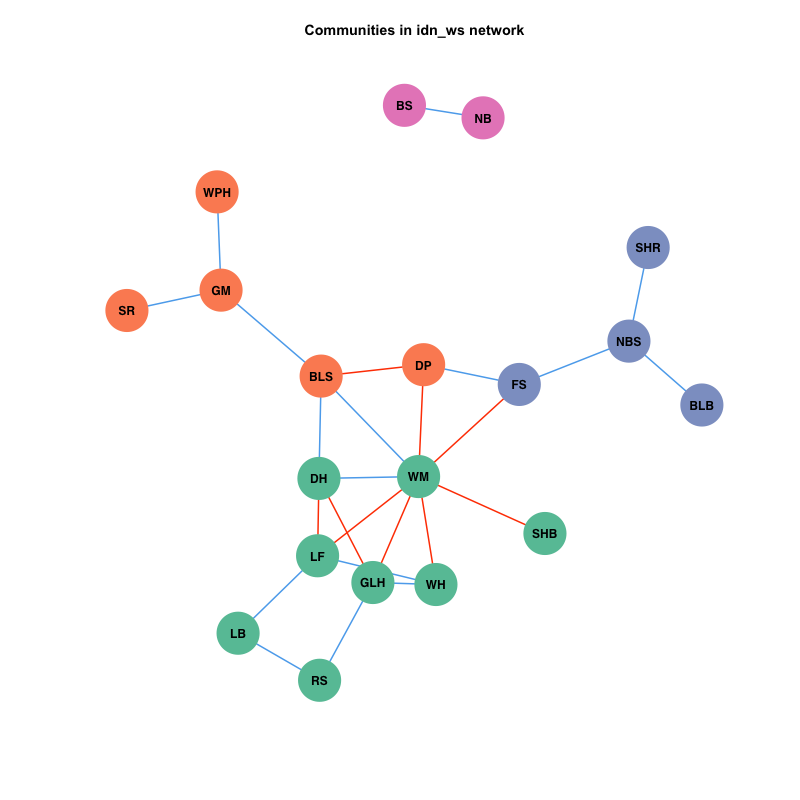 Communities in idn_ws network
BS
NB
WPH
SHR
GM
SR
NBS
DP
BLS
FS
BLB
WM
DH
SHB
LF
GLH
WH
LB
RS